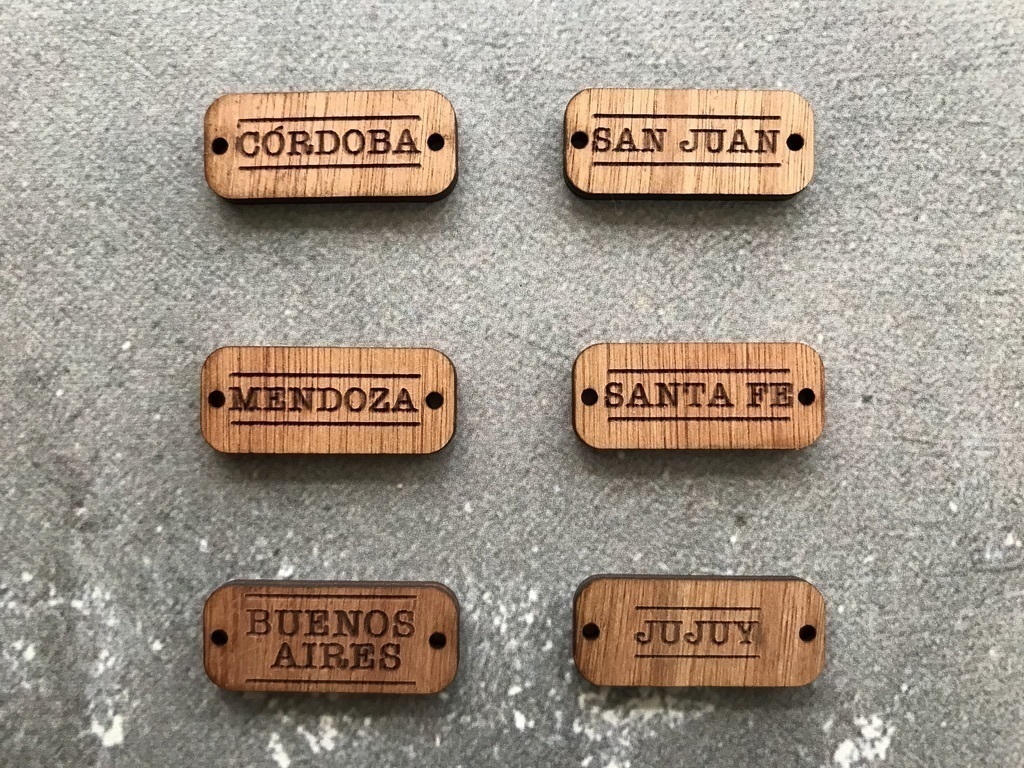 CÓRDOBA
SAN JUAN
MENDOZA
SANTA FE
BUENOS
AIRES
JUJUY